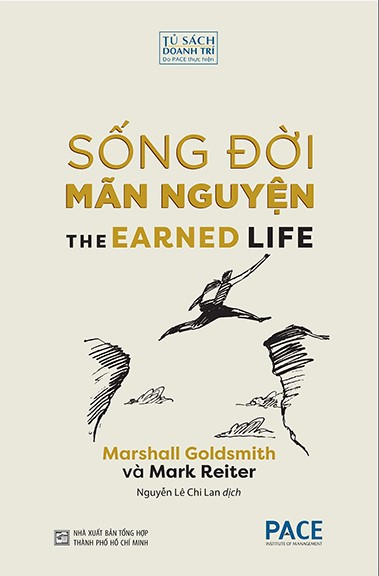 TỦ SÁCH
DOANH TRÍ
Do PACE thực hiện
SỐNG ĐỜI
MÃN NGUYỆN
THE EARNED LIFE
Marshall Goldsmith
và Mark Reiter
Nguyễn Lê Chi Lan dịch
NHÀ XUẤT BẢN TỔNG HỢP
THÀNH PHỐ HỒ CHÍ MINH
PACE
INSTITUTE OF MANAGEMENT